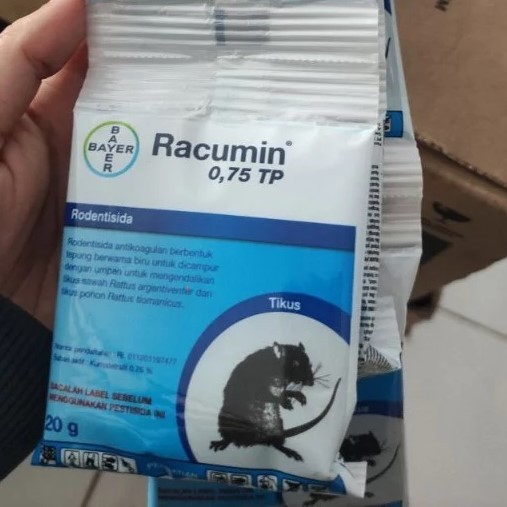 BAYER
BAYER
Racumin®
0,75 TP
Rodentisida
Rodentisida antikoagulan berbentuk
tepung berwarna biru untuk dicampur
dengan umpan untuk mengendalikan
tikus sawah Rattus argentiventer dan
tikus pohon Rattus tiomanicus.
Tikus
BACALAH LABEL SEBELUM
MENGGUNAKAN PESTISIDA INI
20 g